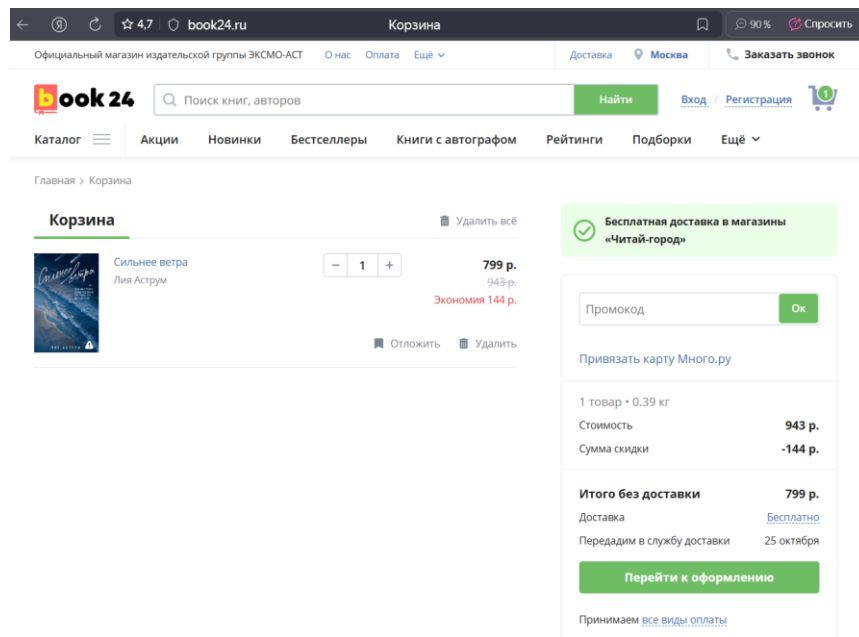 4,7 book24.ru Корзина 90 % Спросить
Официальный магазин издательской группы ЭКСМО-АСТ О нас Оплата Ещё Доставка Москва Заказать звонок
book 24 Поиск книг, авторов Найти Вход / Регистрация 1
Каталог Акции Новинки Бестселлеры Книги с автографом Рейтинги Подборки Ещё
Главная > Корзина
Корзина
Удалить всё
Сильнее ветра
Сильнее ветра
Лия Аструм
− 1 +
799 р.
943 р.
Экономия 144 р.
Отложить Удалить
Бесплатная доставка в магазины
«Читай-город»
Промокод Ок
Привязать карту Много.ру
1 товар • 0.39 кг
Стоимость 943 р.
Сумма скидки -144 р.
Итого без доставки 799 р.
Доставка Бесплатно
Передадим в службу доставки 25 октября
Перейти к оформлению
Принимаем все виды оплаты